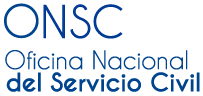 ONSC
Oficina Nacional
del Servicio Civil